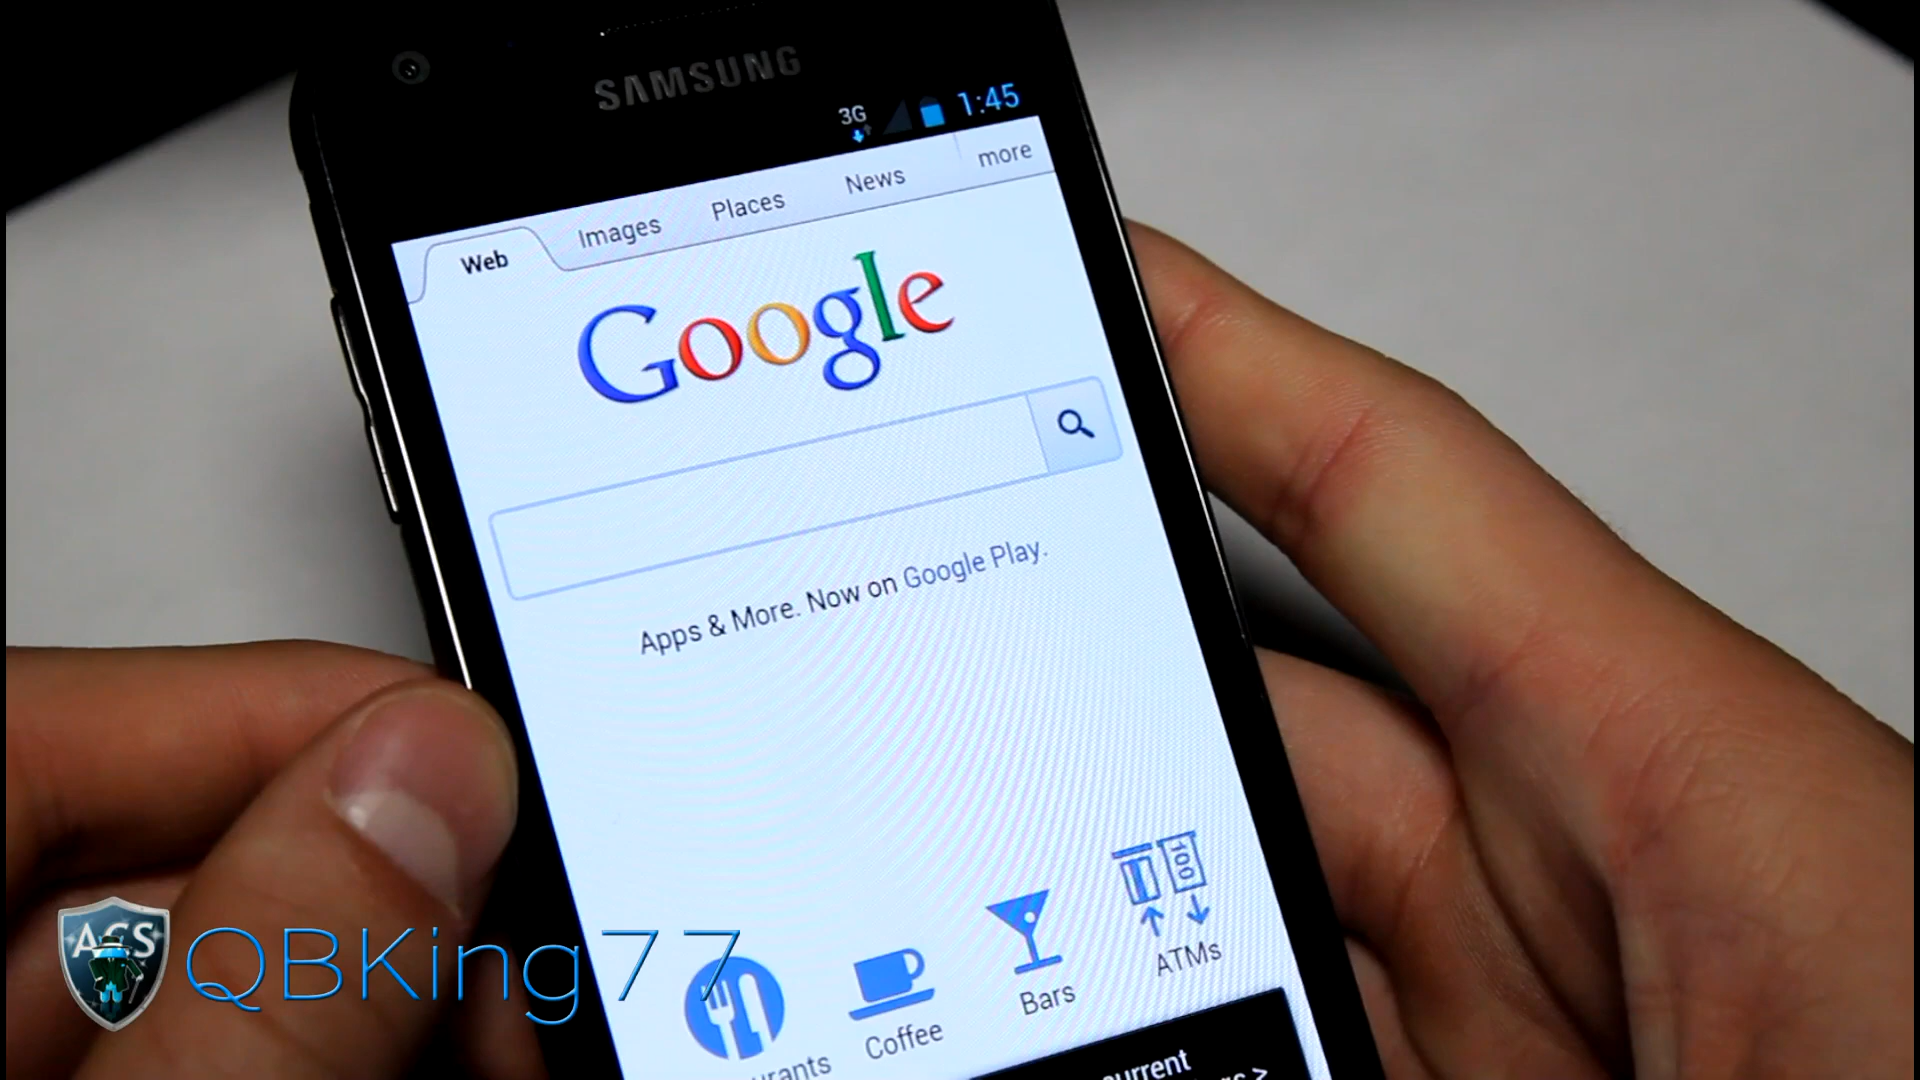 SAMSUNG
3G 1:45
Web Images Places News more
Google
Apps & More. Now on Google Play.
100
Coffee Bars ATMs
ACS QBKing77